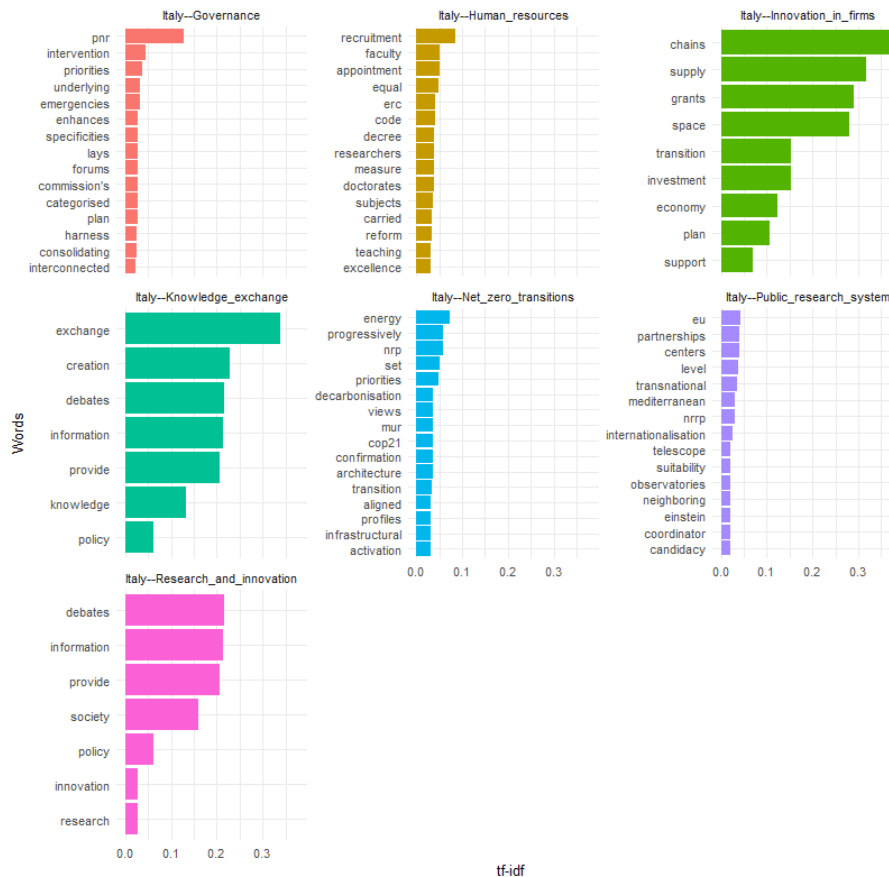 Italy--Governance
pnr
intervention
priorities
underlying
emergencies
enhances
specificities
lays
forums
commission's
categorised
plan
harness
consolidating
interconnected
Italy--Human_resources
recruitment
faculty
appointment
equal
erc
code
decree
researchers
measure
doctorates
subjects
carried
reform
teaching
excellence
Italy--Innovation_in_firms
chains
supply
grants
space
transition
investment
economy
plan
support
Italy--Knowledge_exchange
exchange
creation
debates
information
provide
knowledge
policy
Italy--Net_zero_transitions
energy
progressively
nrp
set
priorities
decarbonisation
views
mur
cop21
confirmation
architecture
transition
aligned
profiles
infrastructural
activation
0.0 0.1 0.2 0.3
Italy--Public_research_system
eu
partnerships
centers
level
transnational
mediterranean
nrrp
internationalisation
telescope
suitability
observatories
neighboring
einstein
coordinator
candidacy
0.0 0.1 0.2 0.3
Italy--Research_and_innovation
debates
information
provide
society
policy
innovation
research
0.0 0.1 0.2 0.3
Words
tf-idf